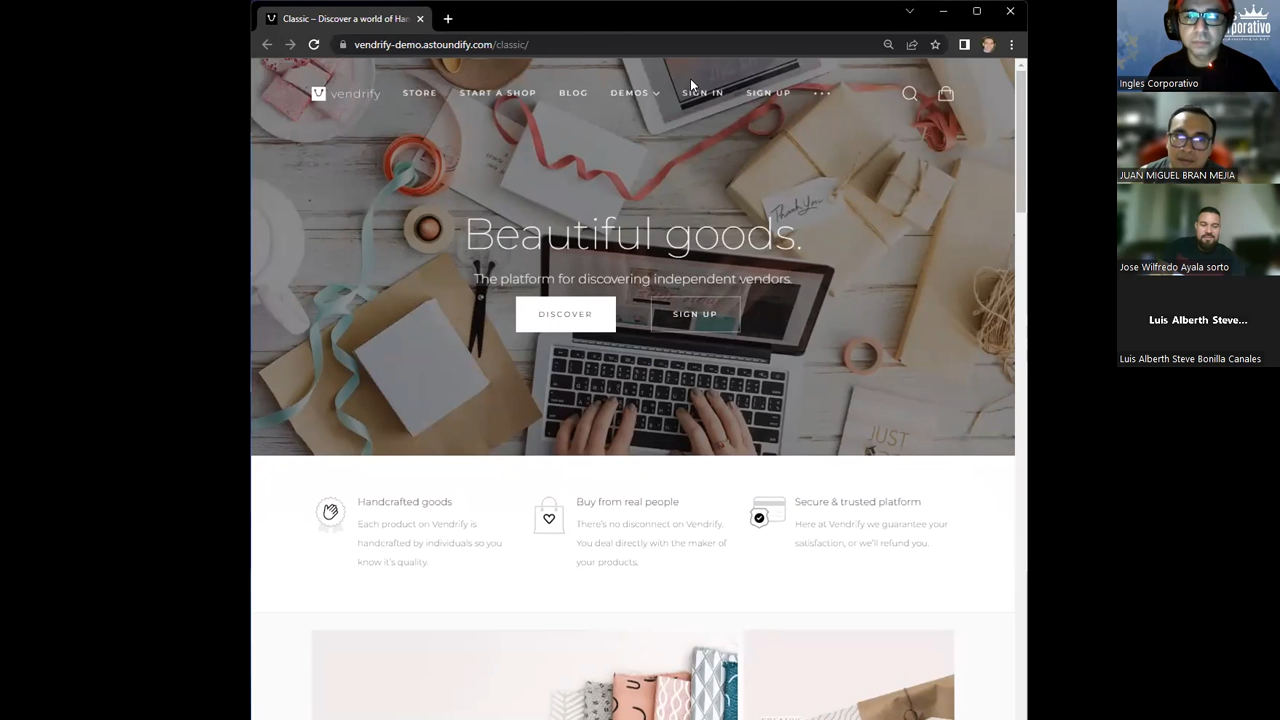 Classic – Discover a world of Han
vendrify-demo.astoundify.com/classic/
vendrify
STORE
START A SHOP
BLOG
DEMOS
SIGN IN
SIGN UP
Thank You
Beautiful goods.
The platform for discovering independent vendors.
DISCOVER
SIGN UP
JUST
Handcrafted goods
Each product on Vendrify is
handcrafted by individuals so you
know it's quality.
Buy from real people
There's no disconnect on Vendrify.
You deal directly with the maker of
your products.
Secure & trusted platform
Here at Vendrify we guarantee your
satisfaction, or we'll refund you.
Ingles Corporativo
JUAN MIGUEL BRAN MEJIA
Jose Wilfredo Ayala sorto
Luis Alberth Steve...
Luis Alberth Steve Bonilla Canales